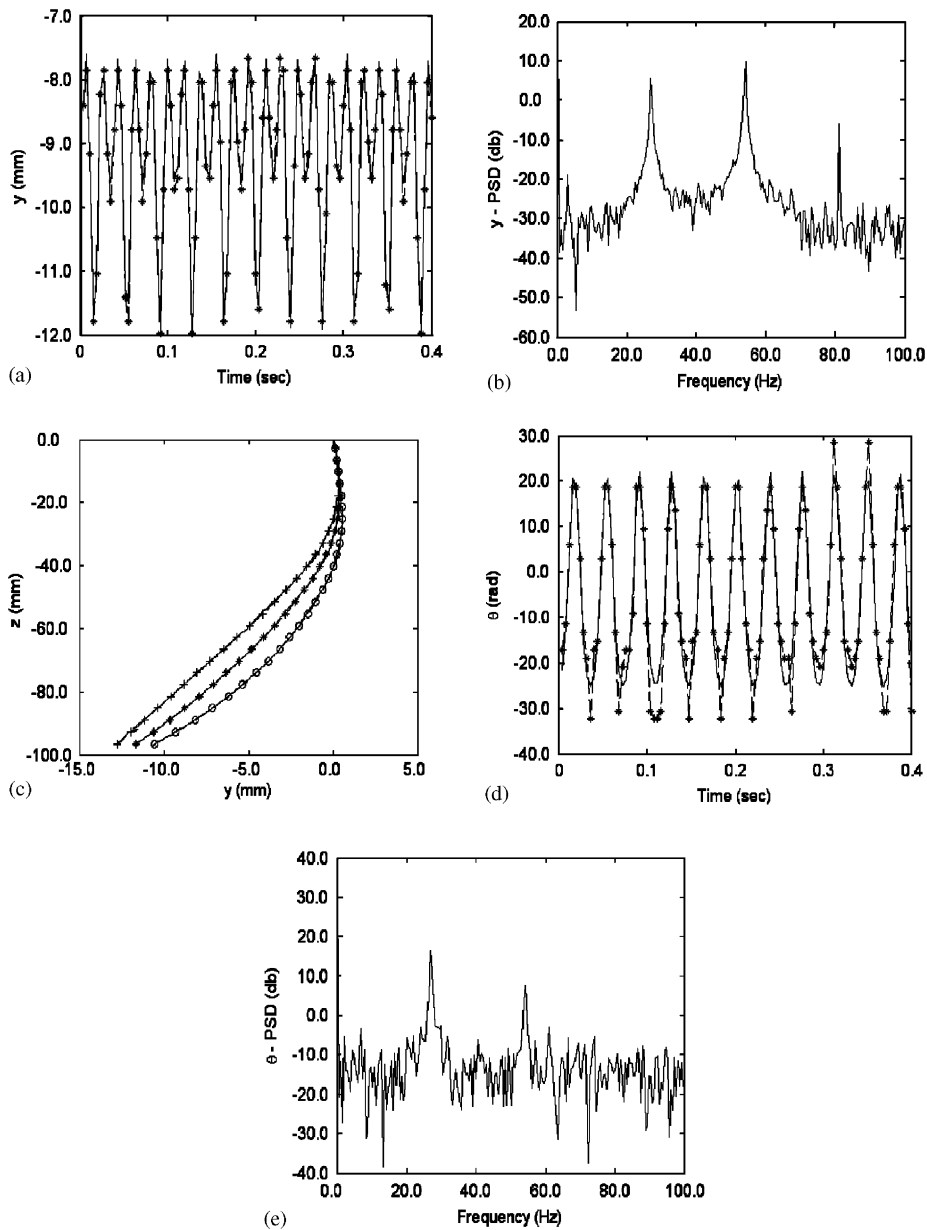 -7.0
-8.0
-9.0
-10.0
-11.0
-12.0
y (mm)
0 0.1 0.2 0.3 0.4
Time (sec)
(a)
20.0
10.0
0.0
-10.0
-20.0
-30.0
-40.0
-50.0
-60.0
y - PSD (db)
0.0 20.0 40.0 60.0 80.0 100.0
Frequency (Hz)
(b)
0.0
-20.0
-40.0
-60.0
-80.0
-100.0
z (mm)
-15.0 -10.0 -5.0 0.0 5.0
y (mm)
(c)
30.0
20.0
10.0
0.0
-10.0
-20.0
-30.0
-40.0
θ (rad)
0 0.1 0.2 0.3 0.4
Time (sec)
(d)
40.0
30.0
20.0
10.0
0.0
-10.0
-20.0
-30.0
-40.0
θ - PSD (db)
0.0 20.0 40.0 60.0 80.0 100.0
Frequency (Hz)
(e)